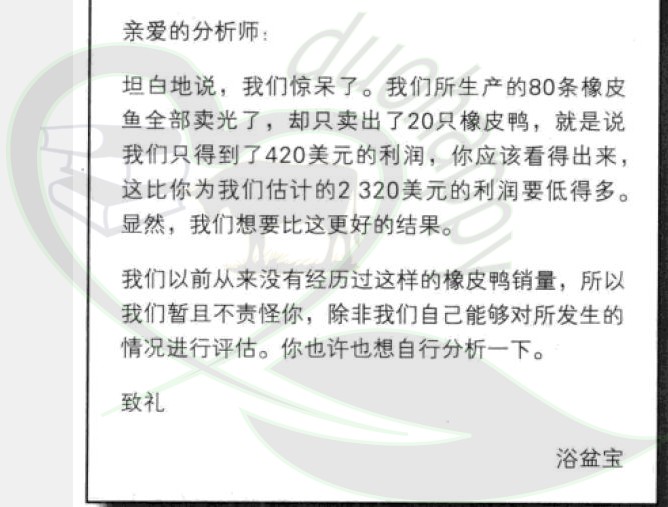 亲爱的分析师：
坦白地说，我们惊呆了。我们所生产的80条橡皮
鱼全部卖光了，却只卖出了20只橡皮鸭，就是说
我们只得到了420美元的利润，你应该看得出来，
这比你为我们估计的2 320美元的利润要低得多。
显然，我们想要比这更好的结果。
我们以前从来没有经历过这样的橡皮鸭销量，所以
我们暂且不责怪你，除非我们自己能够对所发生的
情况进行评估。你也许也想自行分析一下。
致礼
浴盆宝